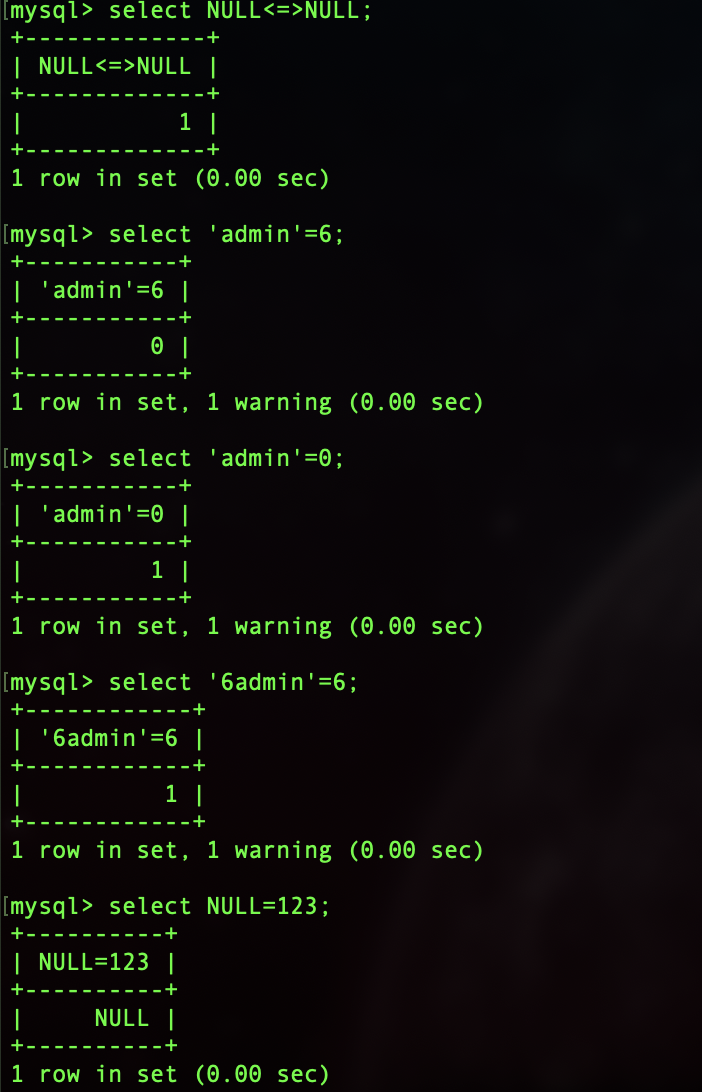 [mysql> select NULL<=>NULL;
+-------------+
| NULL<=>NULL |
+-------------+
|           1 |
+-------------+
1 row in set (0.00 sec)

[mysql> select 'admin'=6;
+-----------+
| 'admin'=6 |
+-----------+
|         0 |
+-----------+
1 row in set, 1 warning (0.00 sec)

[mysql> select 'admin'=0;
+-----------+
| 'admin'=0 |
+-----------+
|         1 |
+-----------+
1 row in set, 1 warning (0.00 sec)

[mysql> select '6admin'=6;
+------------+
| '6admin'=6 |
+------------+
|          1 |
+------------+
1 row in set, 1 warning (0.00 sec)

[mysql> select NULL=123;
+----------+
| NULL=123 |
+----------+
|     NULL |
+----------+
1 row in set (0.00 sec)